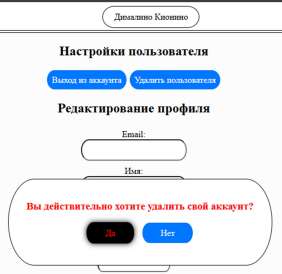 Дималино Кионино
Настройки пользователя
Выход из аккаунта Удалить пользователя
Редактирование профиля
Email:
Имя:
Вы действительно хотите удалить свой аккаунт?
Да Нет